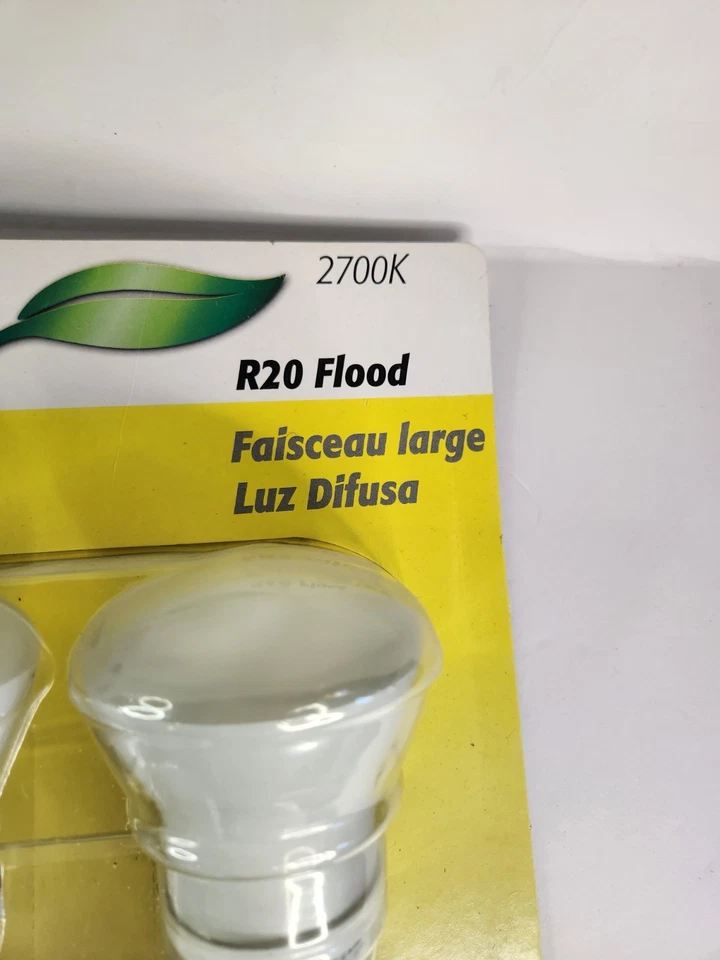 2700K
R20 Flood
Faisceau large
Luz Difusa